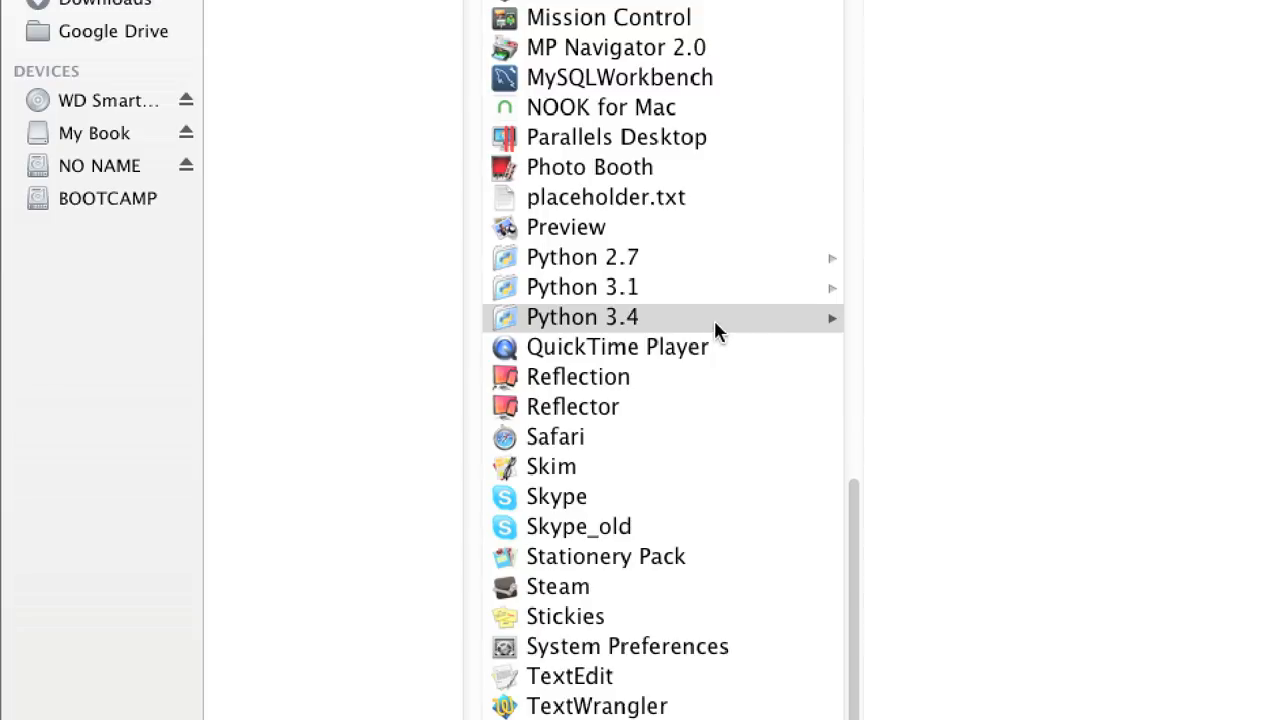 Downloads
Google Drive
DEVICES
WD Smart...
My Book
NO NAME
BOOTCAMP
Mission Control
MP Navigator 2.0
MySQLWorkbench
NOOK for Mac
Parallels Desktop
Photo Booth
placeholder.txt
Preview
Python 2.7
Python 3.1
Python 3.4
QuickTime Player
Reflection
Reflector
Safari
Skim
Skype
Skype_old
Stationery Pack
Steam
Stickies
System Preferences
TextEdit
TextWrangler